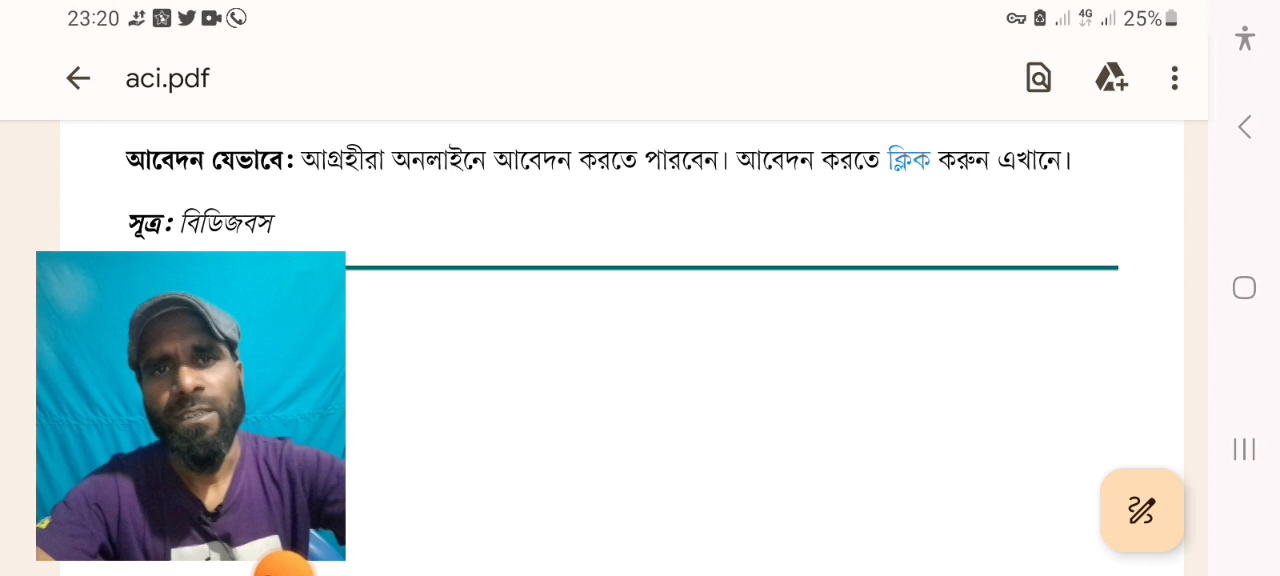 23:20 4G 25%
aci.pdf
আবেদন যেভাবে: আগ্রহীরা অনলাইনে আবেদন করতে পারবেন। আবেদন করতে ক্লিক করুন এখানে।
সূত্র: বিডিজবস